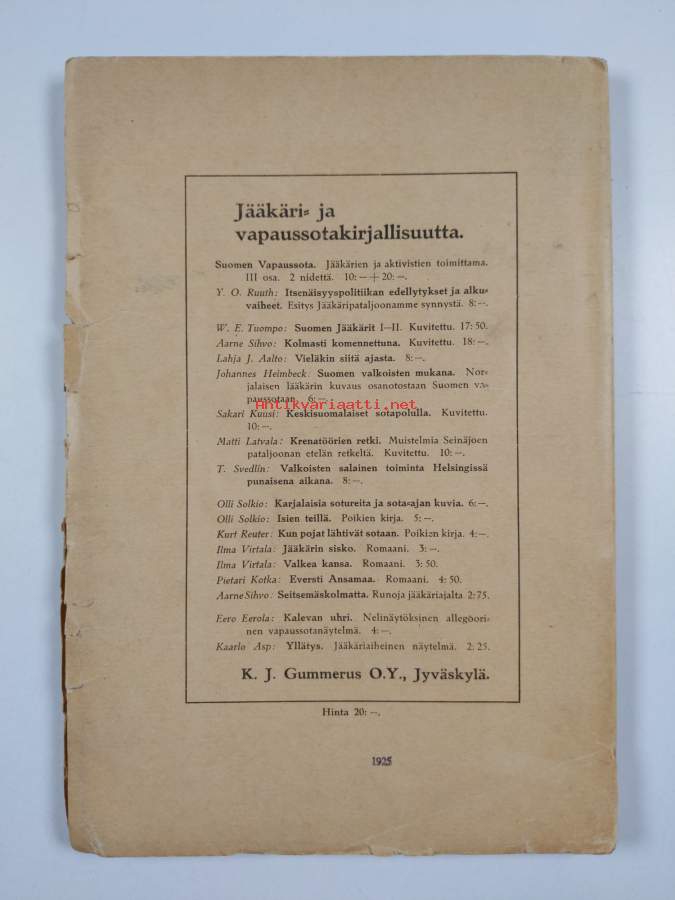 Jääkäri= ja
vapaussotakirjallisuutta.
Suomen Vapaussota. Jääkärien ja aktivistien toimittama.
III osa. 2 nidettä. 10:—+20:—.
Y. O. Ruuth: Itsenäisyyspolitiikan edellytykset ja alku=
vaiheet. Esitys Jääkäripataljoonamme synnystä. 8:—.
W. E. Tuompo: Suomen Jääkärit I—II. Kuvitettu. 17:50.
Aarne Sihvo: Kolmasti komennettuna. Kuvitettu. 18:—.
Lahja J. Aalto: Vieläkin siitä ajasta. 8:—.
Johannes Heimbeck: Suomen valkoisten mukana. Nor=
jalaisen lääkärin kuvaus osanotostaan Suomen va=
paussotaan. 6:—.
Antikvariaatti.net
Sakari Kuusi: Keskisuomalaiset sotapolulla. Kuvitettu.
10:—.
Matti Latvala: Krenatöörien retki. Muistelmia Seinäjoen
pataljoonan etelän retkeltä. Kuvitettu. 10:—.
T. Svedlin: Valkoisten salainen toiminta Helsingissä
punaisena aikana. 8:—.
Olli Solkio: Karjalaisia sotureita ja sota=ajan kuvia. 6:—.
Olli Solkio: Isien teillä. Poikien kirja. 5:—.
Kurt Reuter: Kun pojat lähtivät sotaan. Poikien kirja. 4:—.
Ilma Virtala: Jääkärin sisko. Romaani. 3:—.
Ilma Virtala: Valkea kansa. Romaani. 3:50.
Pietari Kotka: Eversti Ansamaa. Romaani. 4:50.
Aarne Sihvo: Seitsemäskolmatta. Runoja jääkäriajalta 2:75.
Eero Eerola: Kalevan uhri. Nelinäytöksinen allegoori=
nen vapaussotanäytelmä. 4:—.
Kaarlo Asp: Yllätys. Jääkäriaiheinen näytelmä. 2:25.
K. J. Gummerus O.Y., Jyväskylä.
Hinta 20:—.
1925